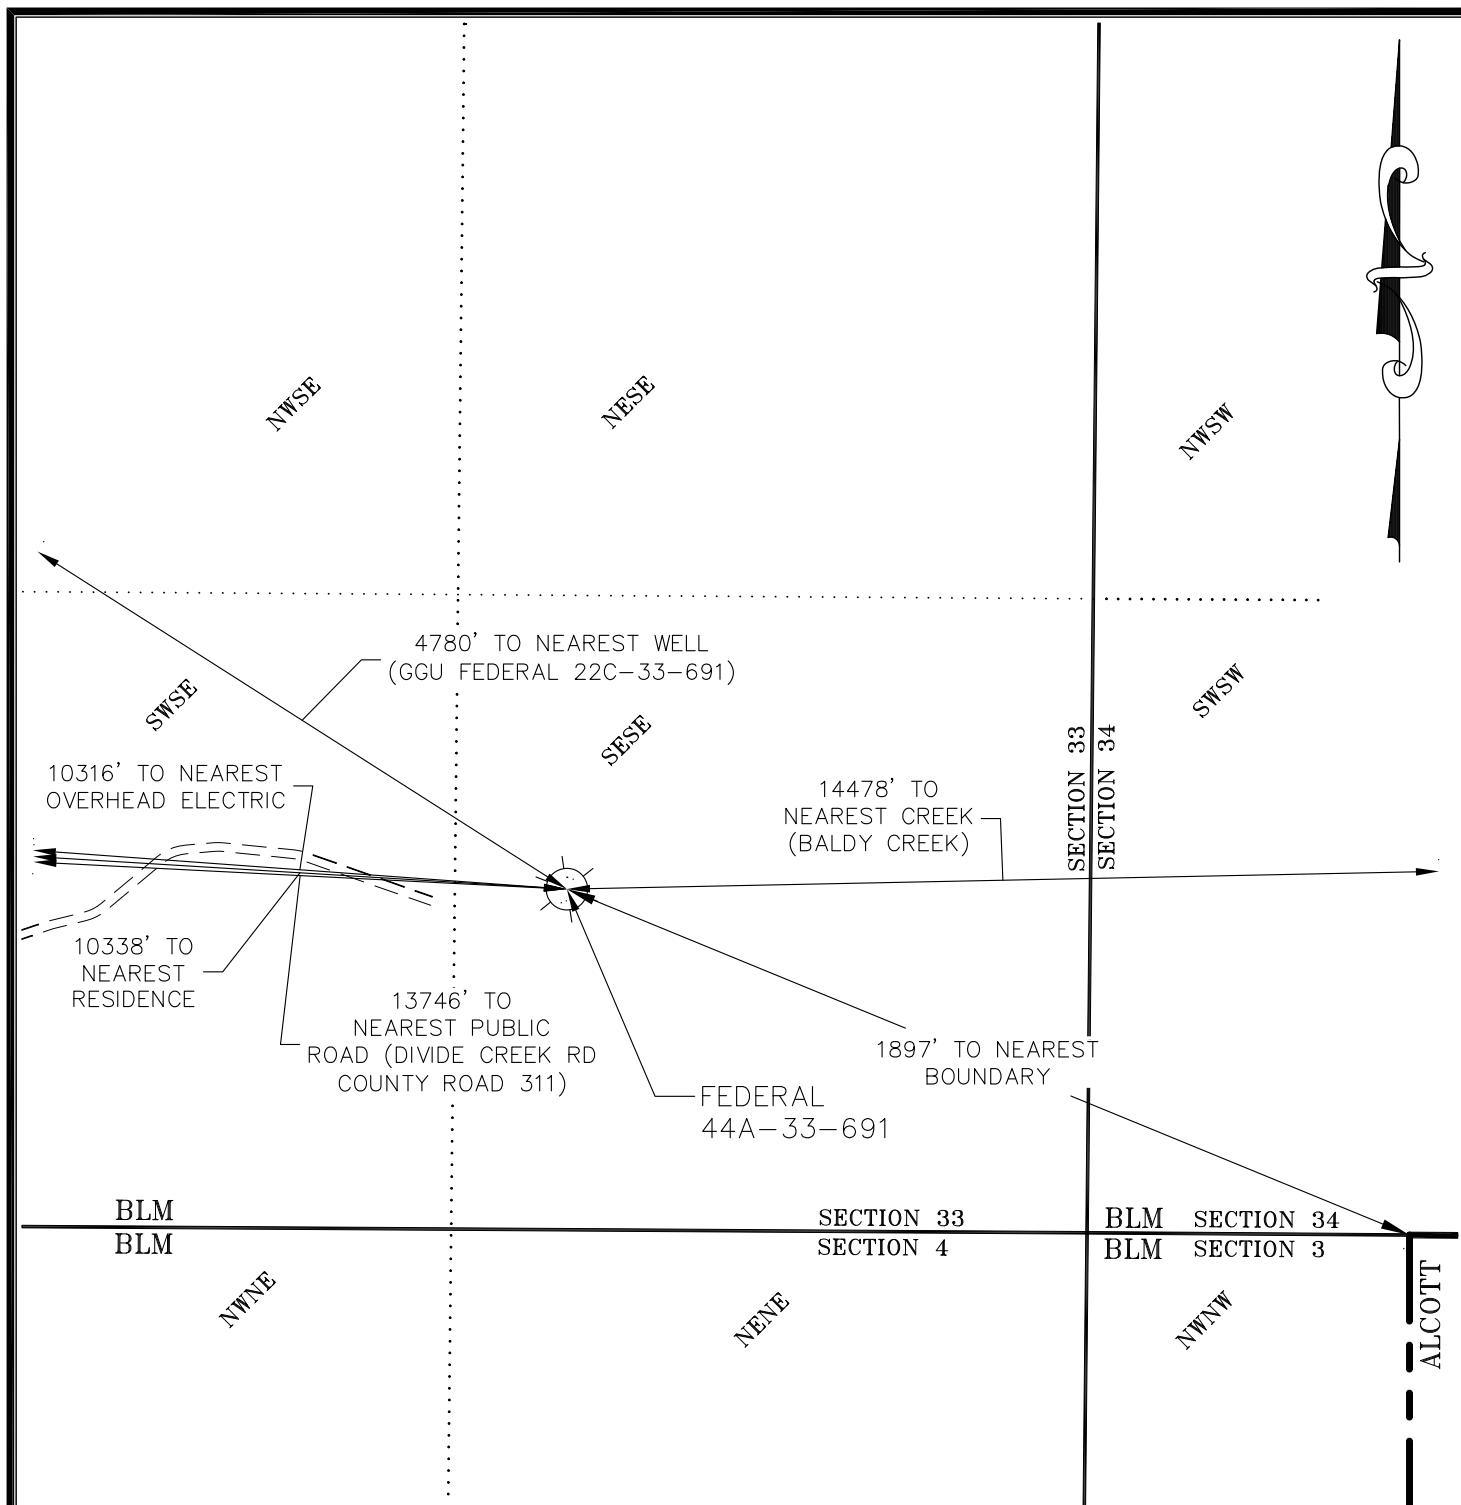 NWSE
NESE
NWSW
4780' TO NEAREST WELL
(GGU FEDERAL 22C-33-691)
SWSE
SESE
SWSW
SECTION 33
SECTION 34
10316' TO NEAREST
OVERHEAD ELECTRIC
14478' TO
NEAREST CREEK
(BALDY CREEK)
10338' TO
NEAREST
RESIDENCE
13746' TO
NEAREST PUBLIC
ROAD (DIVIDE CREEK RD
COUNTY ROAD 311)
1897' TO NEAREST
BOUNDARY
FEDERAL
44A-33-691
BLM
SECTION 33
BLM SECTION 34
BLM
SECTION 4
BLM SECTION 3
NWNE
NENE
NWNW
ALCOTT